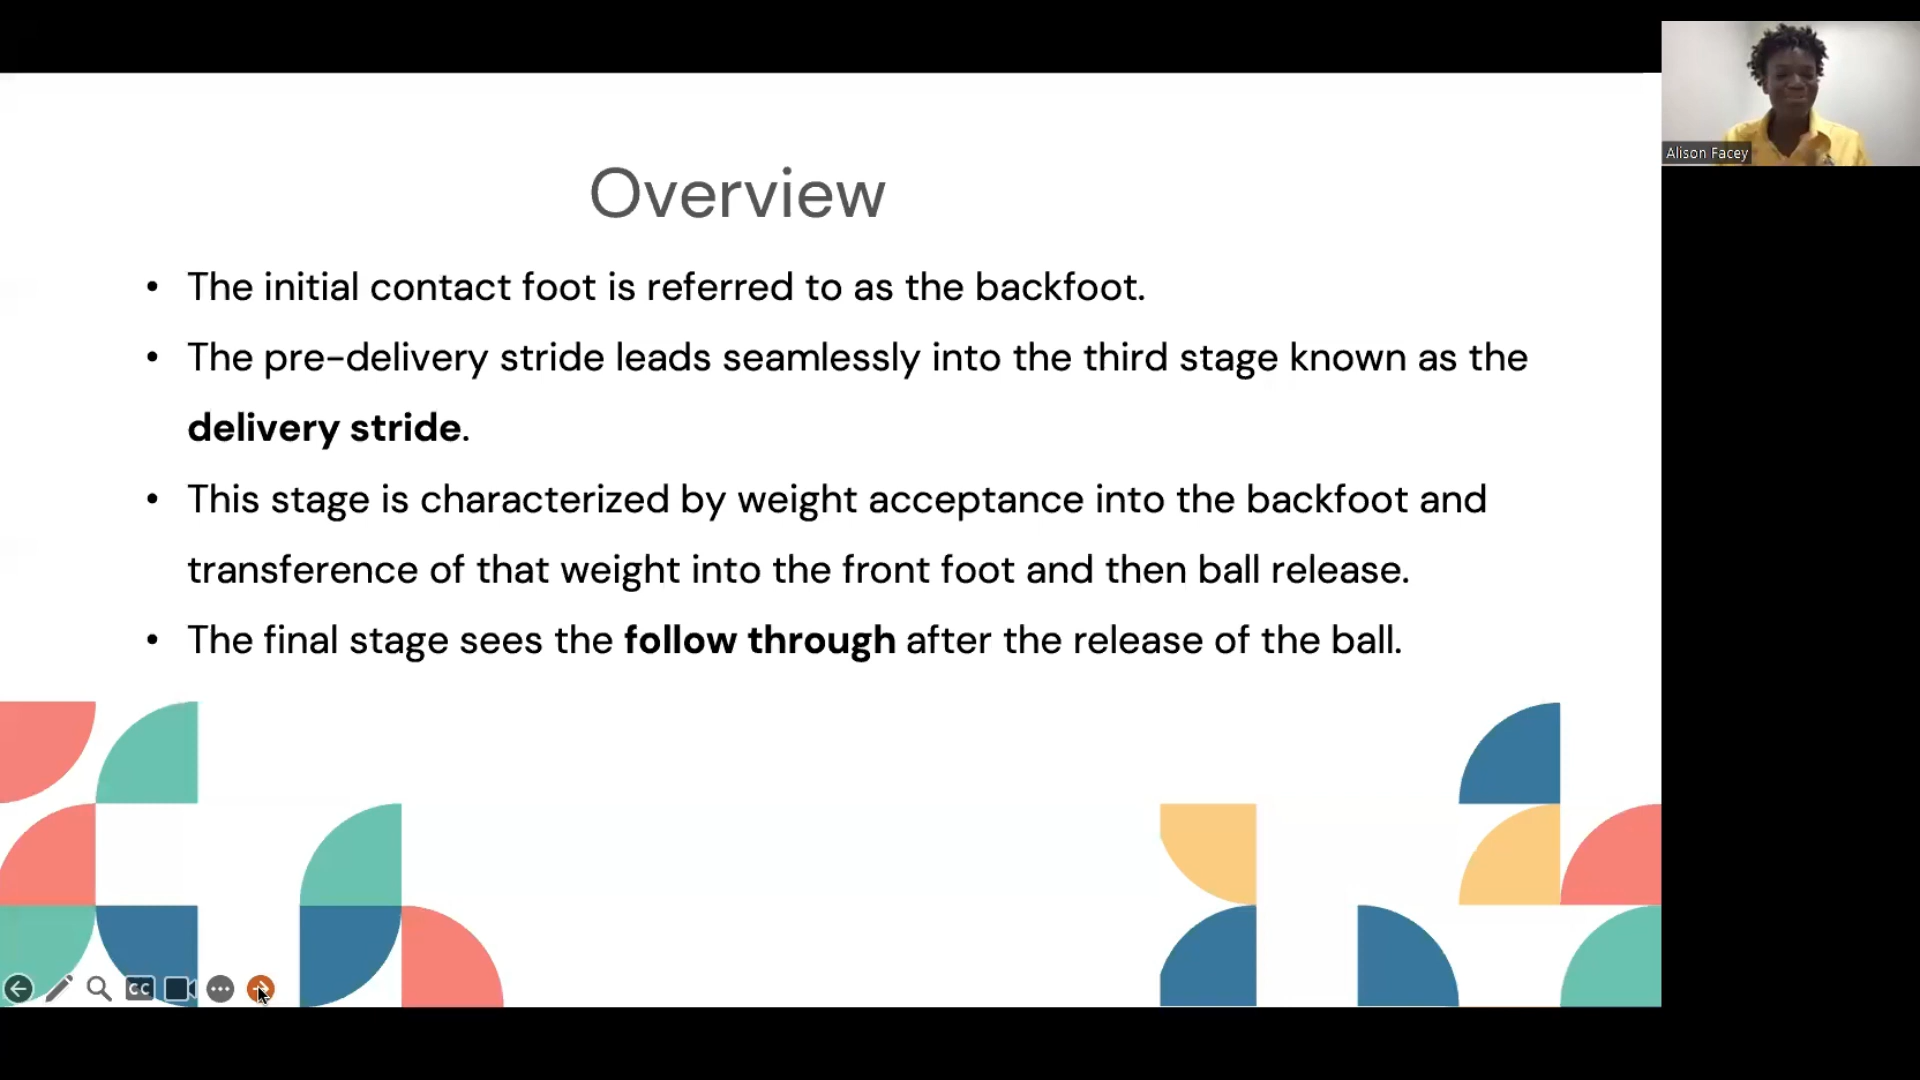 Overview
• The initial contact foot is referred to as the backfoot.
• The pre-delivery stride leads seamlessly into the third stage known as the
delivery stride.
• This stage is characterized by weight acceptance into the backfoot and
transference of that weight into the front foot and then ball release.
• The final stage sees the follow through after the release of the ball.
Alison Facey
CC